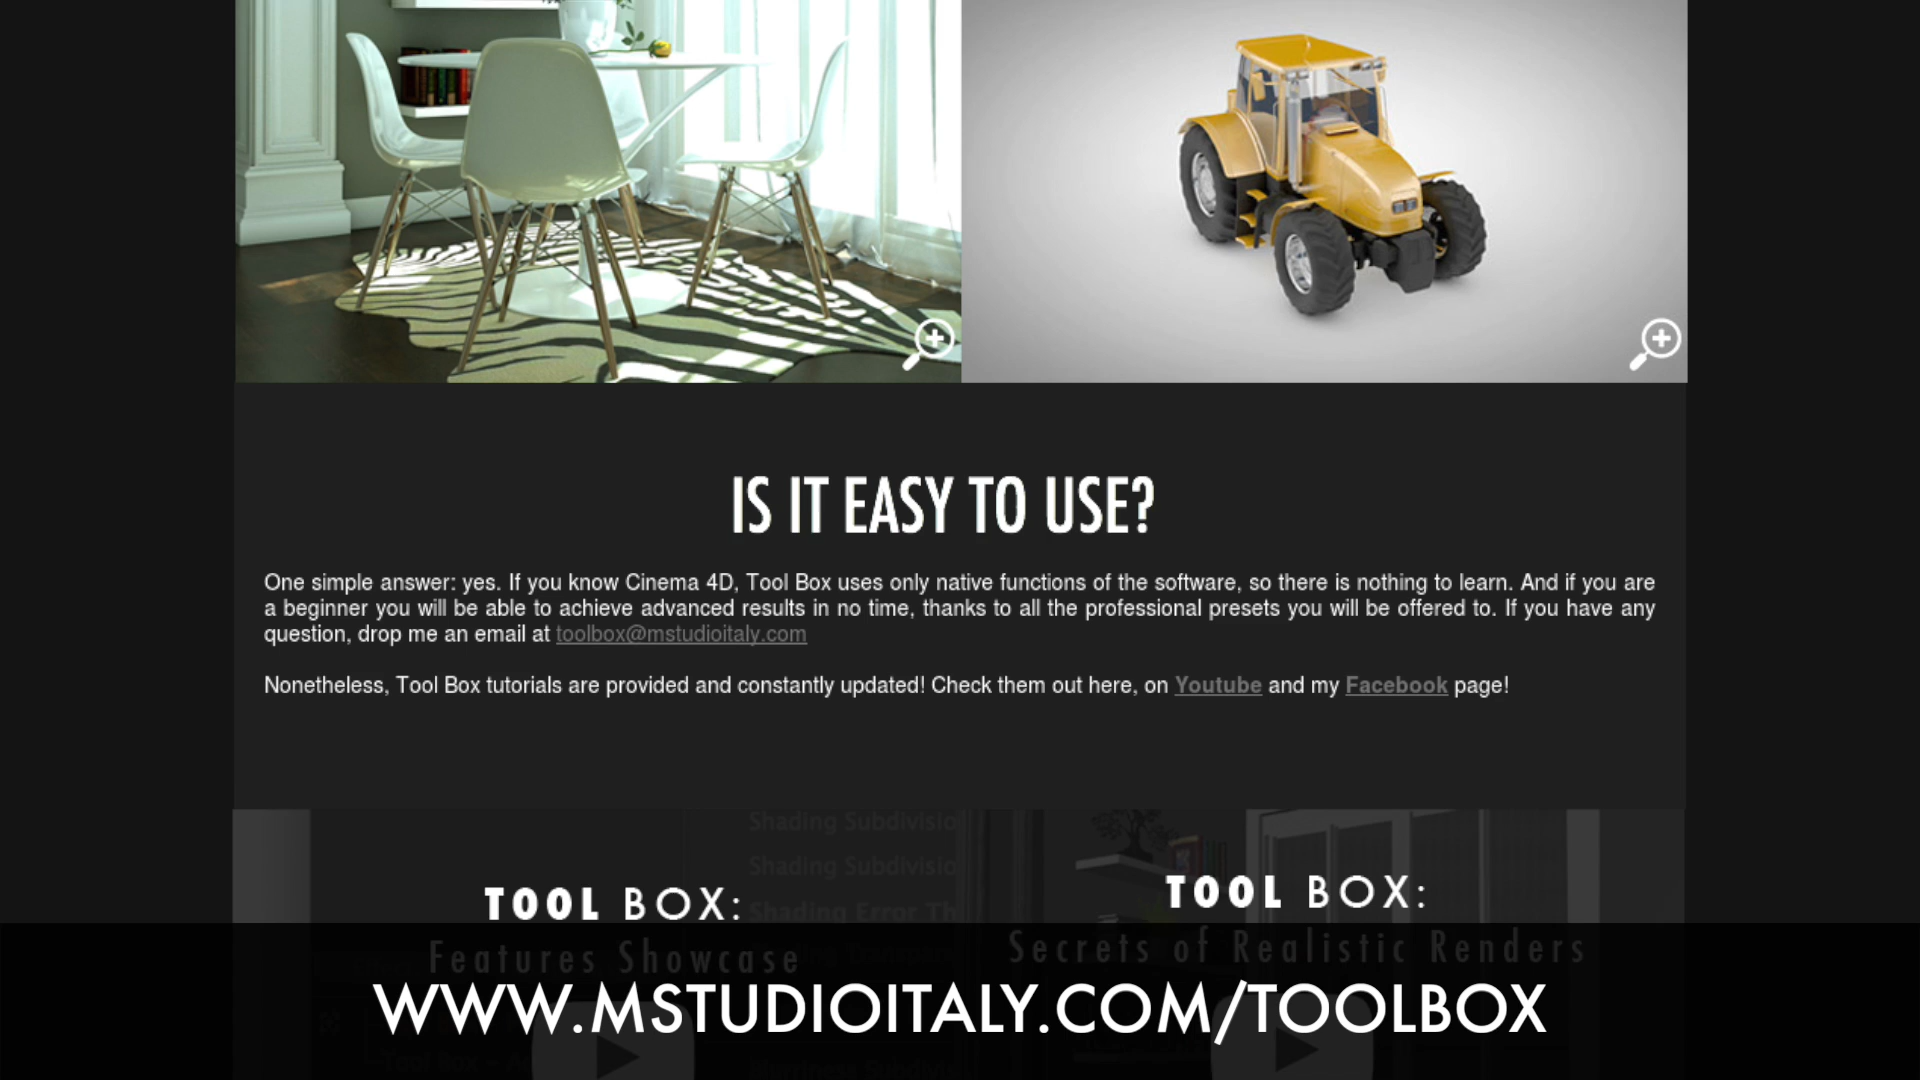 IS IT EASY TO USE?
One simple answer: yes. If you know Cinema 4D, Tool Box uses only native functions of the software, so there is nothing to learn. And if you are
a beginner you will be able to achieve advanced results in no time, thanks to all the professional presets you will be offered to. If you have any
question, drop me an email at toolbox@mstudioitaly.com
Nonetheless, Tool Box tutorials are provided and constantly updated! Check them out here, on Youtube and my Facebook page!
Shading Subdivisio
Shading Subdivisio
Shading Error Th
TOOL BOX:
Features Showcase
TOOL BOX:
Secrets of Realistic Renders
WWW.MSTUDIOITALY.COM/TOOLBOX